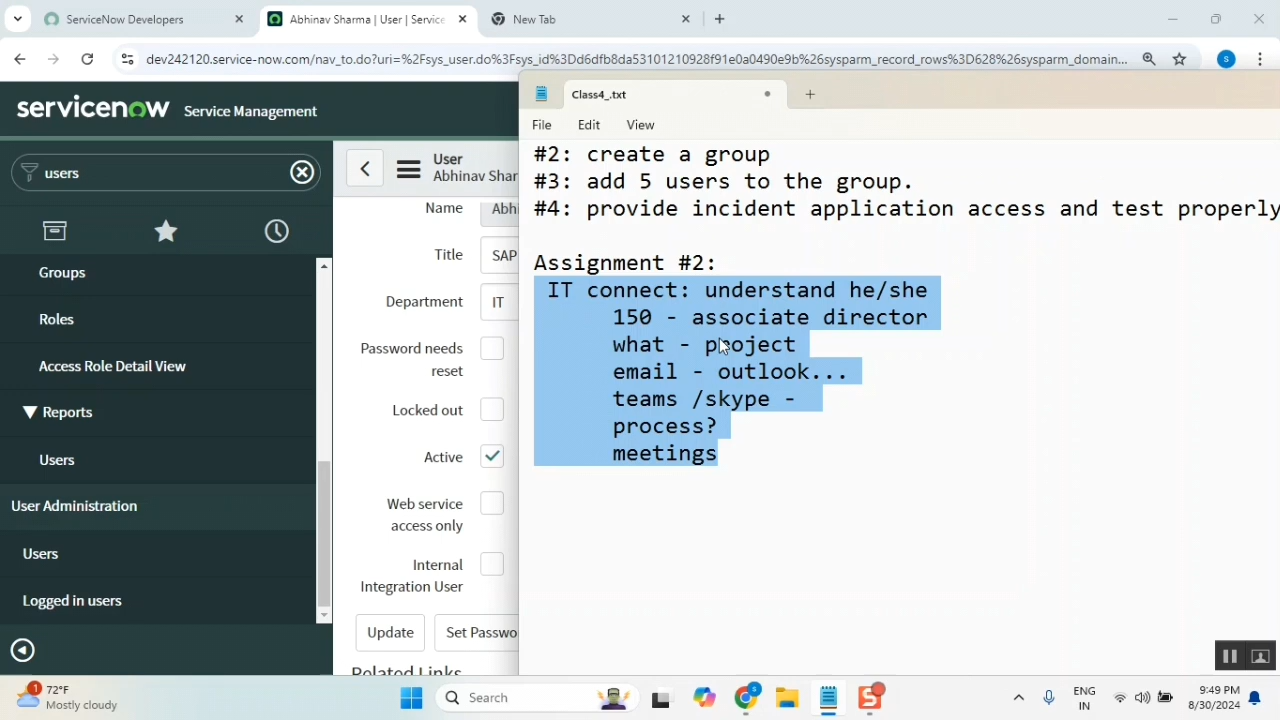 ServiceNow Developers
Abhinav Sharma | User | Service
New Tab
dev242120.service-now.com/nav_to.do?uri=%2Fsys_user.do%3Fsys_id%3Dd6dfb8da53101210928f91e0a0490e9b%26sysparm_record_rows%3D628%26sysparm_domain...
S
servicenow Service Management
users
Groups
Roles
Access Role Detail View
Reports
Users
User Administration
Users
Logged in users
User
Abhinav Shar
Name Abhi
Title SAP
Department IT
Password needs
reset
Locked out
Active
Web service
access only
Internal
Integration User
Update
Set Passwo
Related Links
Class4_.txt
File Edit View
#2: create a group
#3: add 5 users to the group.
#4: provide incident application access and test properly
Assignment #2:
IT connect: understand he/she
150 - associate director
what - project
email - outlook...
teams /skype -
process?
meetings
1
72°F
Mostly cloudy
Search
ENG
IN
9:49 PM
8/30/2024